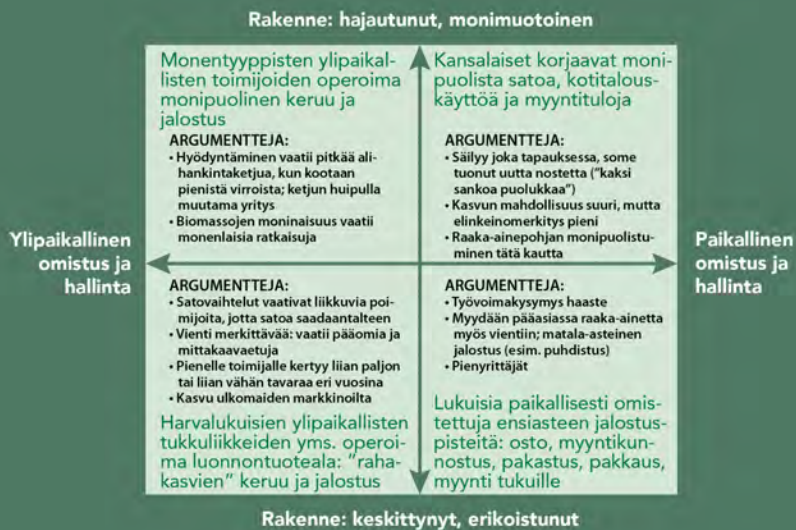 Rakenne: hajautunut, monimuotoinen
Monentyyppisten ylipaikal-
listen toimijoiden operoima
monipuolinen keruu ja
jalostus
ARGUMENTTEJA:
• Hyödyntäminen vaatii pitkää ali-
hankintaketjua, kun kootaan
pienistä virroista; ketjun huipulla
muutama yritys
• Biomassojen moninaisuus vaatii
monenlaisia ratkaisuja
Kansalaiset korjaavat moni-
puolista satoa, kotitalous-
käyttöä ja myyntituloja
ARGUMENTTEJA:
• Säilyy joka tapauksessa, some
tuonut uutta nostetta ("kaksi
sankoa puolukkaa")
• Kasvun mahdollisuus suuri, mutta
elinkeinomerkitys pieni
• Raaka-ainepohjan monipuolistu-
minen tätä kautta
Ylipaikallinen
omistus ja
hallinta
Paikallinen
omistus ja
hallinta
ARGUMENTTEJA:
• Satovaihtelut vaativat liikkuvia poi-
mijoita, jotta satoa saadaantalteen
• Vienti merkittävää: vaatii pääomia ja
mittakaavaetuja
• Pienelle toimijalle kertyy liian paljon
tai liian vähän tavaraa eri vuosina
• Kasvu ulkomaiden markkinoilta
Harvalukuisien ylipaikallisten
tukkuliikkeiden yms. operoi-
ma luonnontuoteala: "raha-
kasvien" keruu ja jalostus
ARGUMENTTEJA:
• Työvoimakysymys haaste
• Myydään pääasiassa raaka-ainetta
myös vientiin; matala-asteinen
jalostus (esim. puhdistus)
• Pienyrittäjät
Lukuisia paikallisesti omis-
tettuja ensiasteen jalostus-
pisteitä: osto, myyntikun-
nostus, pakastus, pakkaus,
myynti tukuille
Rakenne: keskittynyt, erikoistunut